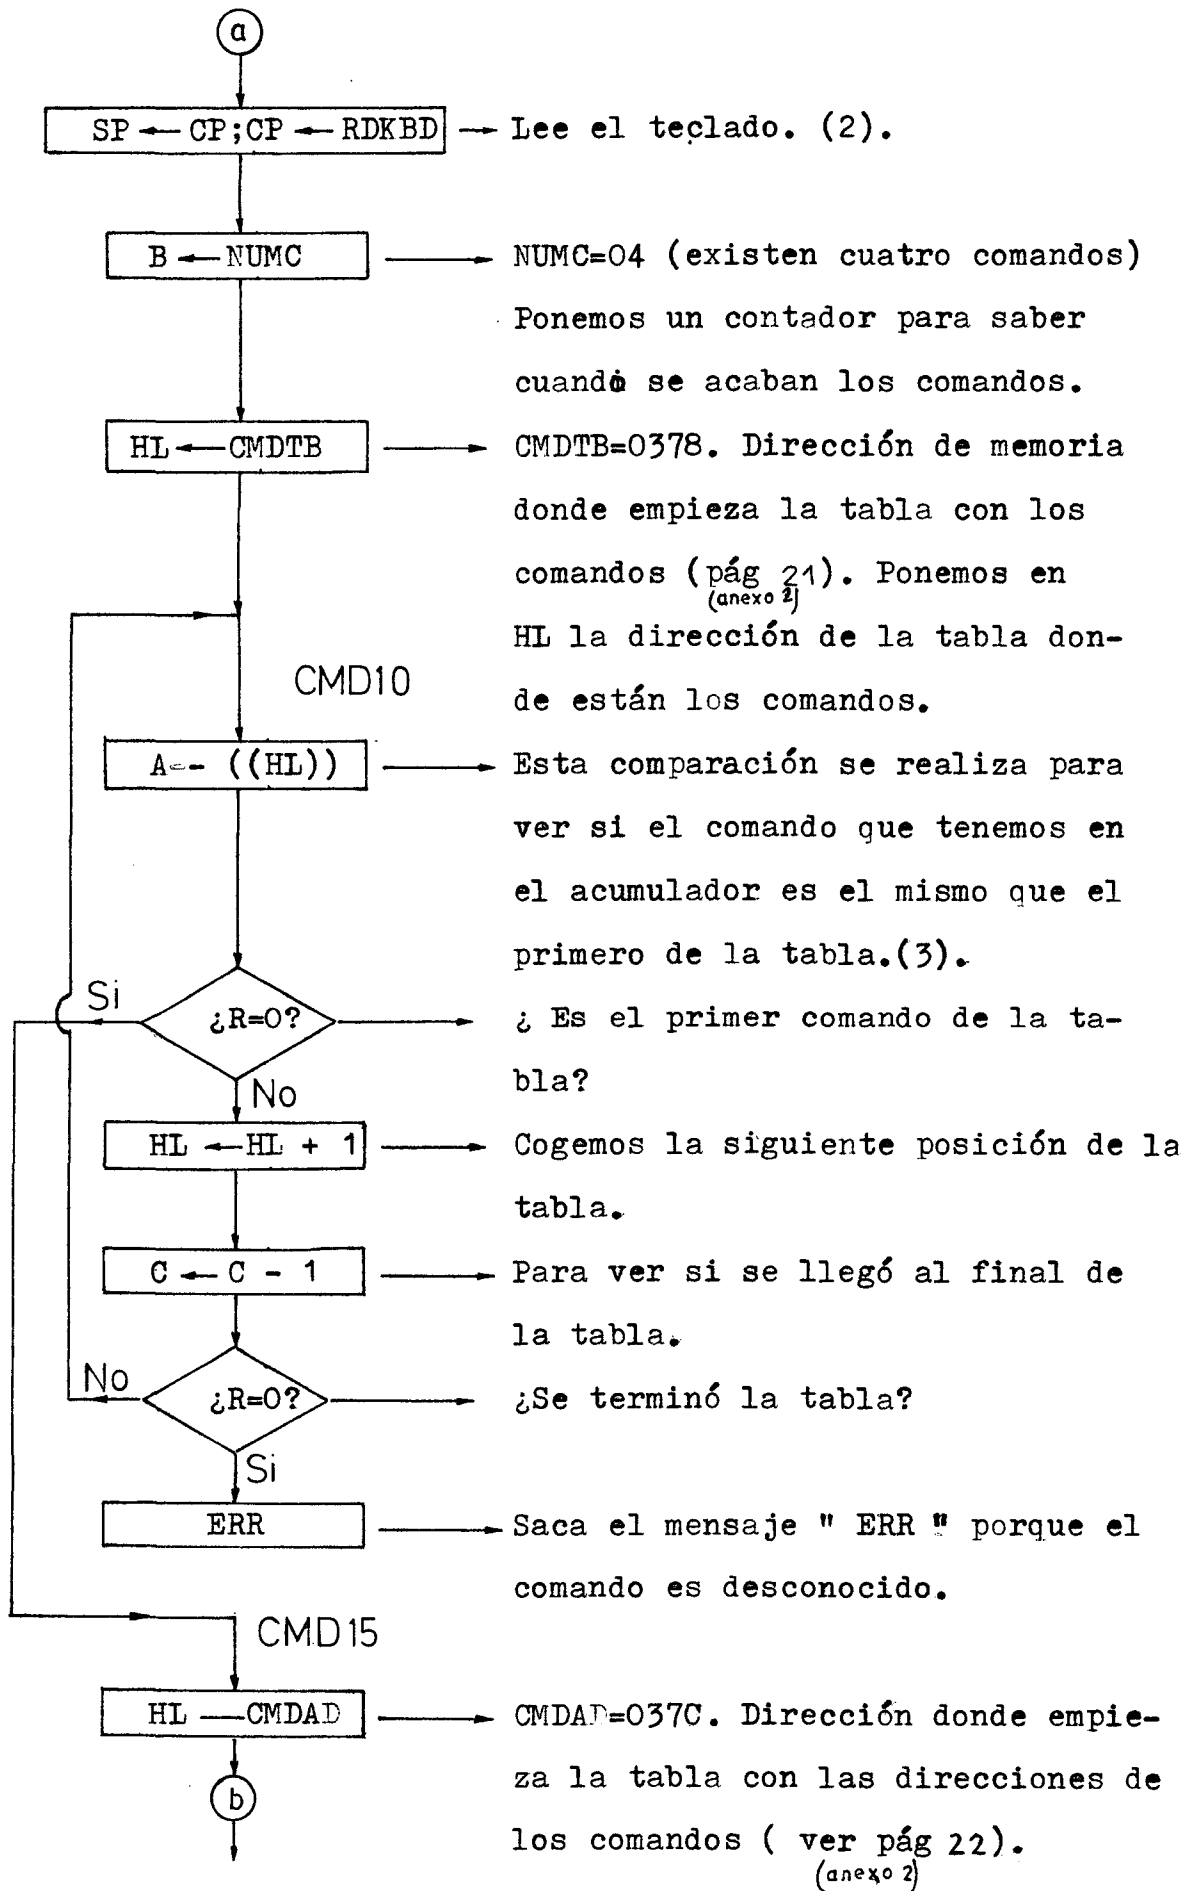 a
SP ← CP;CP ← RDKBD → Lee el teclado. (2).
B ← NUMC → NUMC=04 (existen cuatro comandos)
Ponemos un contador para saber
cuando se acaban los comandos.
HL ← CMDTB → CMDTB=0378. Dirección de memoria
donde empieza la tabla con los
comandos (pág 21). Ponemos en
(anexo 2)
HL la dirección de la tabla don-
CMD10
de están los comandos.
A -- ((HL)) → Esta comparación se realiza para
ver si el comando que tenemos en
el acumulador es el mismo que el
primero de la tabla.(3).
Si
¿R=0? → ¿ Es el primer comando de la ta-
bla?
No
HL ← HL + 1 → Cogemos la siguiente posición de la
tabla.
C ← C - 1 → Para ver si se llegó al final de
la tabla.
No
¿R=0? → ¿Se terminó la tabla?
Si
ERR → Saca el mensaje " ERR " porque el
comando es desconocido.
CMD15
HL — CMDAD → CMDAD=037C. Dirección donde empie-
za la tabla con las direcciones de
b
los comandos ( ver pág 22).
(anexo 2)